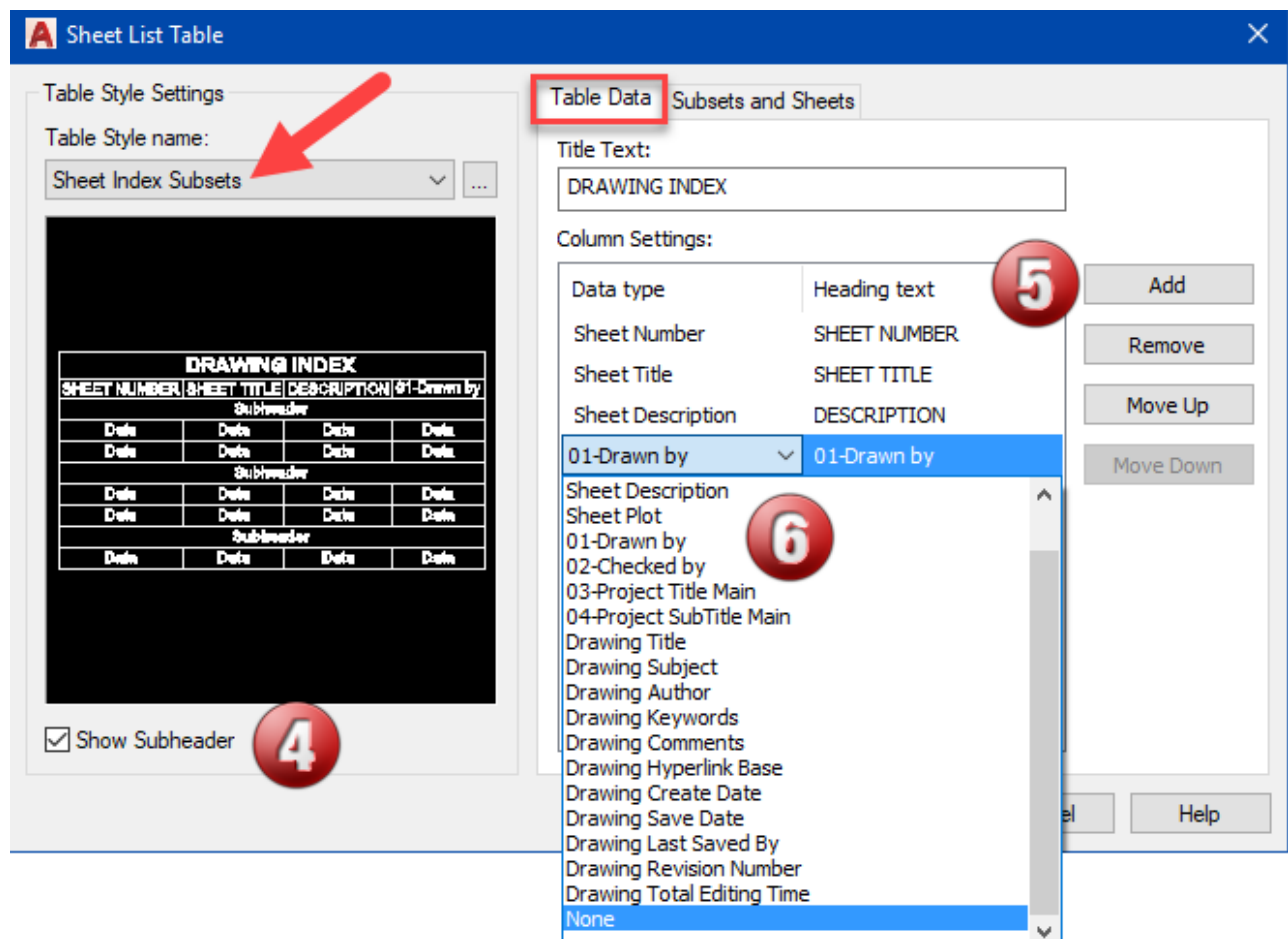 A Sheet List Table
Table Style Settings
Table Style name:
Sheet Index Subsets
...
DRAWING INDEX
SHEET NUMBER SHEET TITLE DESCRIPTION 01-Drawn by
Subheader
Data Data Data Data
Data Data Data Data
Subheader
Data Data Data Data
Data Data Data Data
Subheader
Data Data Data Data
Show Subheader
4
Table Data Subsets and Sheets
Title Text:
DRAWING INDEX
Column Settings:
Data type Heading text
Sheet Number SHEET NUMBER
Sheet Title SHEET TITLE
Sheet Description DESCRIPTION
01-Drawn by 01-Drawn by
Sheet Description
Sheet Plot
01-Drawn by
02-Checked by
03-Project Title Main
04-Project SubTitle Main
Drawing Title
Drawing Subject
Drawing Author
Drawing Keywords
Drawing Comments
Drawing Hyperlink Base
Drawing Create Date
Drawing Save Date
Drawing Last Saved By
Drawing Revision Number
Drawing Total Editing Time
None
6
5
Add
Remove
Move Up
Move Down
el
Help